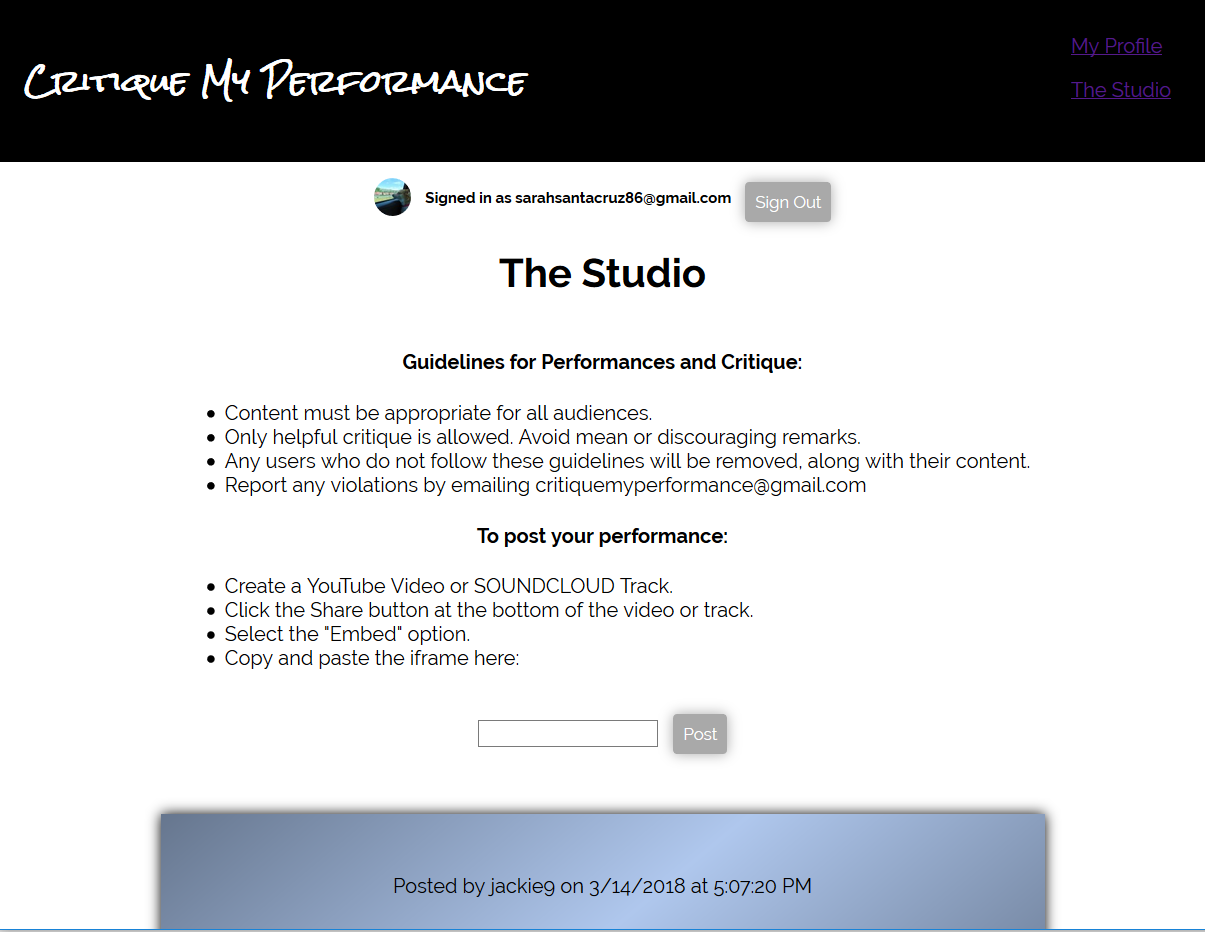 Critique My Performance
My Profile
The Studio
Signed in as sarahsantacruz86@gmail.com
Sign Out
The Studio
Guidelines for Performances and Critique:
Content must be appropriate for all audiences.
Only helpful critique is allowed. Avoid mean or discouraging remarks.
Any users who do not follow these guidelines will be removed, along with their content.
Report any violations by emailing critiquemyperformance@gmail.com
To post your performance:
Create a YouTube Video or SOUNDCLOUD Track.
Click the Share button at the bottom of the video or track.
Select the "Embed" option.
Copy and paste the iframe here:
Post
Posted by jackie9 on 3/14/2018 at 5:07:20 PM